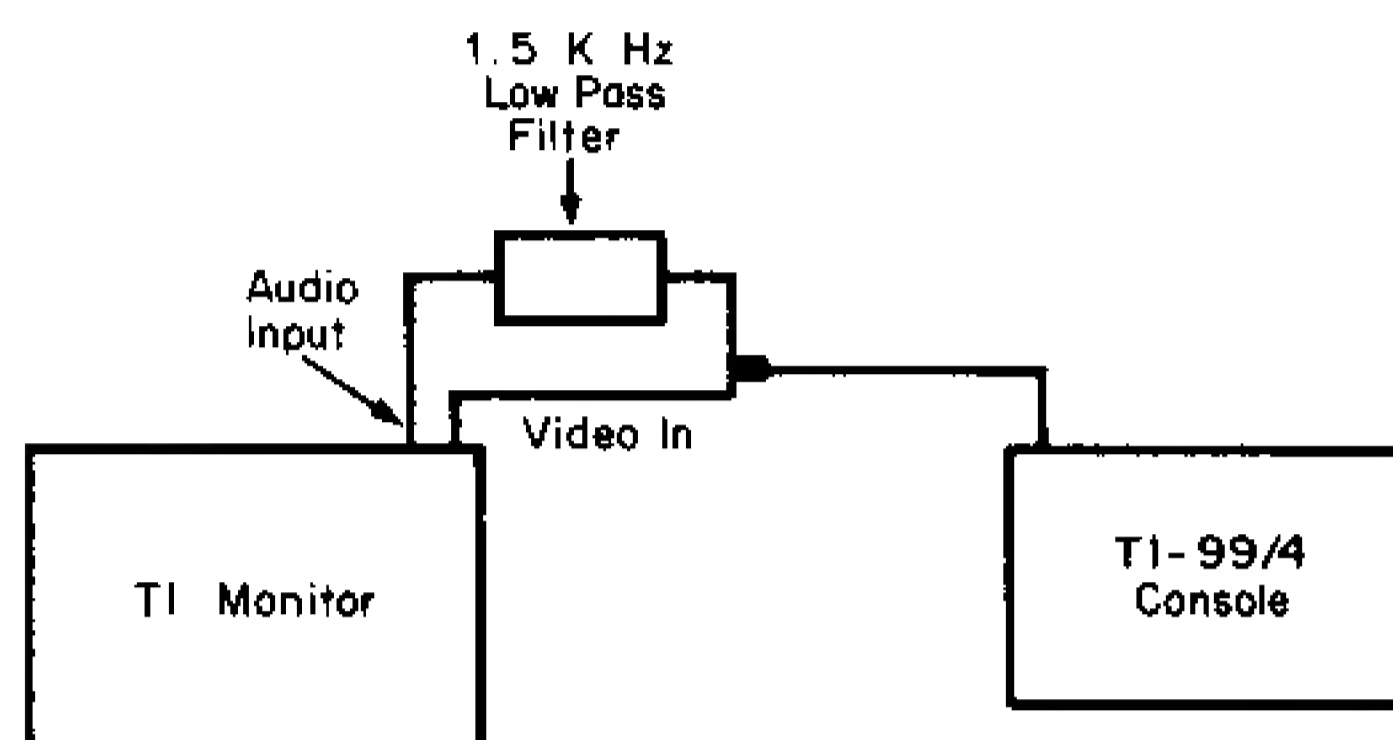 1.5 K Hz
Low Pass
Filter
Audio
Input
Video In
TI Monitor
TI-99/4
Console